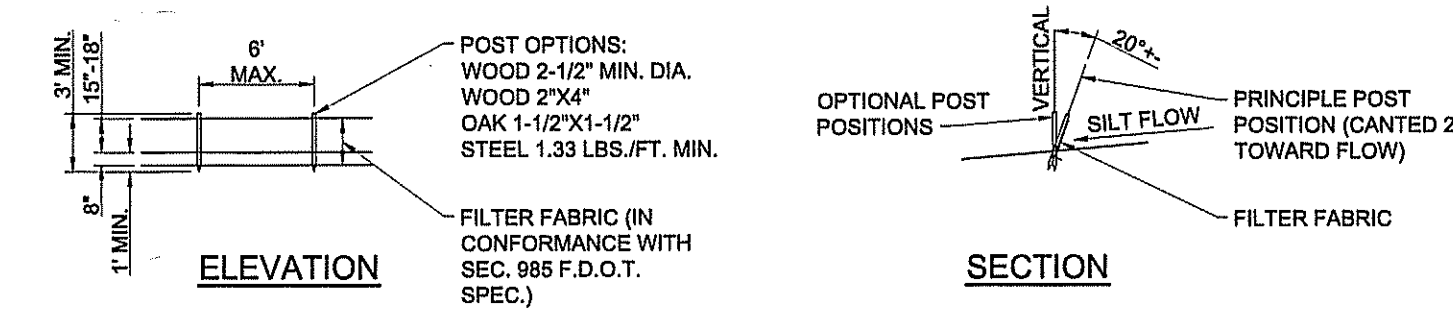 3' MIN.
15"-18"
8"
1' MIN.
6'
MAX.
POST OPTIONS:
WOOD 2-1/2" MIN. DIA.
WOOD 2"X4"
OAK 1-1/2"X1-1/2"
STEEL 1.33 LBS./FT. MIN.
FILTER FABRIC (IN
CONFORMANCE WITH
SEC. 985 F.D.O.T.
SPEC.)
ELEVATION
OPTIONAL POST
POSITIONS
VERTICAL
20°+-
SILT FLOW
PRINCIPLE POST
POSITION (CANTED 2
TOWARD FLOW)
FILTER FABRIC
SECTION